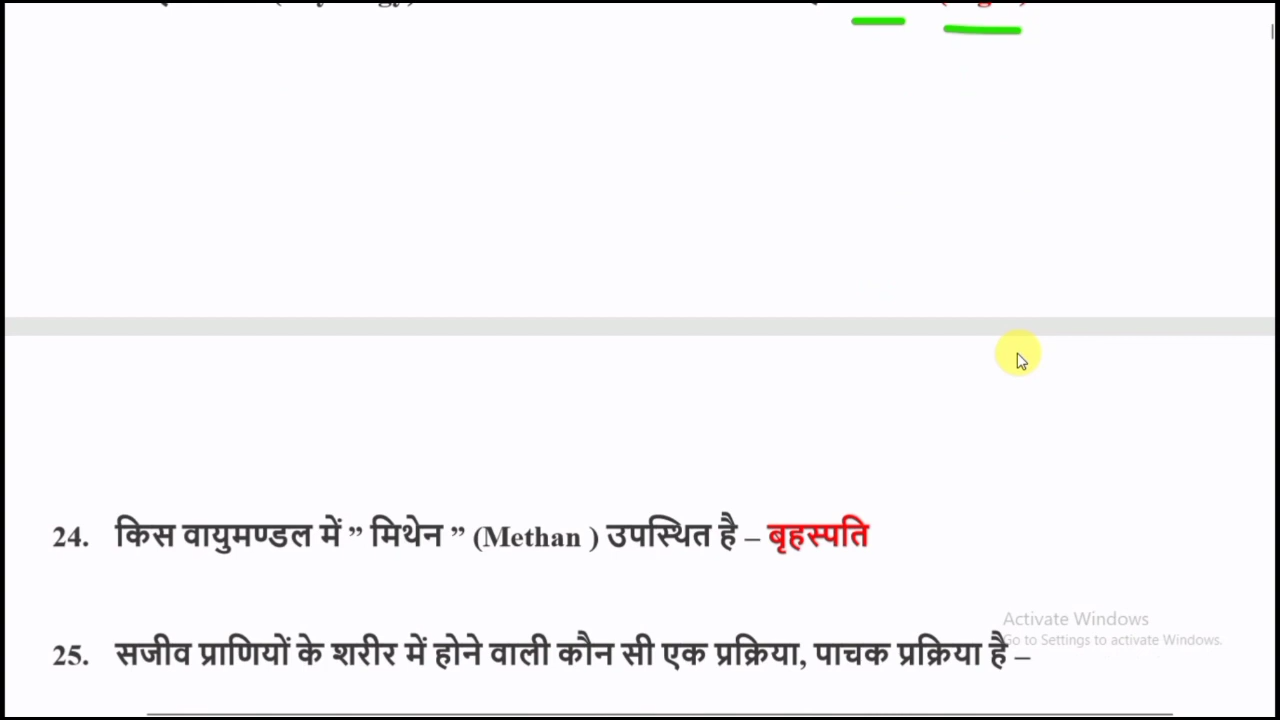 24. किस वायुमण्डल में ” मिथेन ” (Methan ) उपस्थित है – बृहस्पति
Activate Windows
Go to Settings to activate Windows.
25. सजीव प्राणियों के शरीर में होने वाली कौन सी एक प्रक्रिया, पाचक प्रक्रिया है –